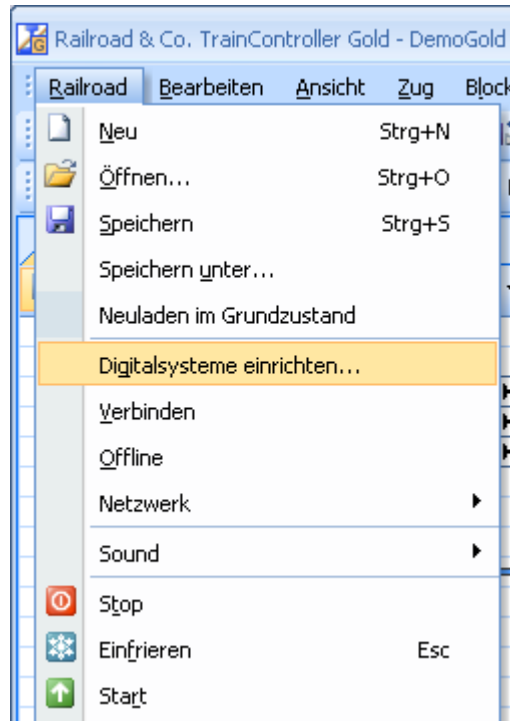 Railroad & Co. TrainController Gold - DemoGold
Railroad Bearbeiten Ansicht Zug
Neu Strg+N
Öffnen... Strg+O
Speichern Strg+S
Speichern unter...
Neuladen im Grundzustand
Digitalsysteme einrichten...
Verbinden
Offline
Netzwerk
Sound
Stop
Einfrieren Esc
Start